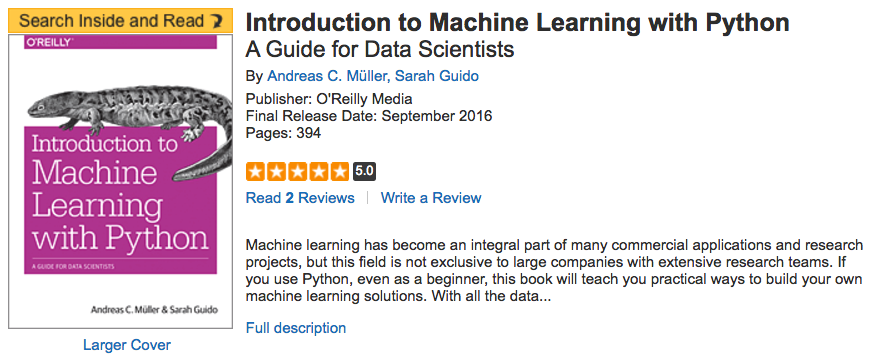 Search Inside and Read
O'REILLY
Introduction to
Machine
Learning
with Python
A GUIDE FOR DATA SCIENTISTS
Andreas C. Müller & Sarah Guido
Larger Cover
Introduction to Machine Learning with Python
A Guide for Data Scientists
By Andreas C. Müller, Sarah Guido
Publisher: O'Reilly Media
Final Release Date: September 2016
Pages: 394
5.0
Read 2 Reviews | Write a Review
Machine learning has become an integral part of many commercial applications and research
projects, but this field is not exclusive to large companies with extensive research teams. If
you use Python, even as a beginner, this book will teach you practical ways to build your own
machine learning solutions. With all the data...
Full description